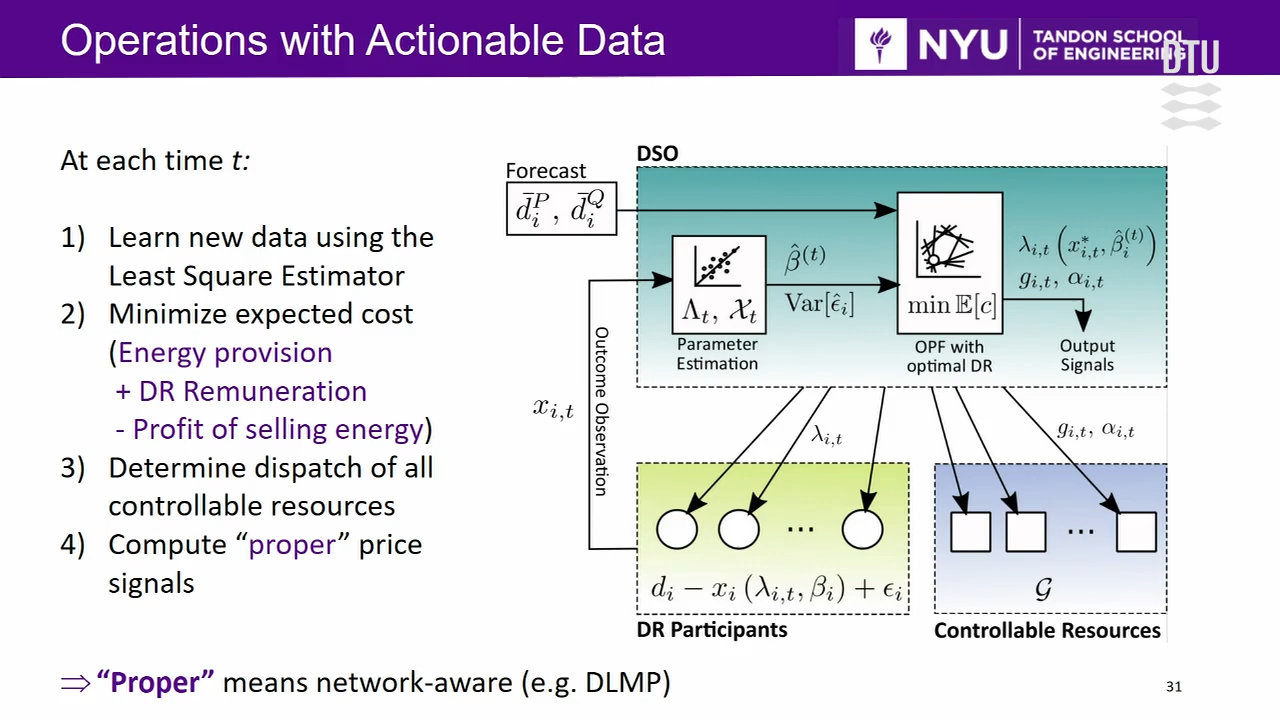 Operations with Actionable Data
NYU
TANDON SCHOOL
OF ENGINEERING
DTU
At each time t:
1) Learn new data using the
Least Square Estimator
2) Minimize expected cost
(Energy provision
+ DR Remuneration
- Profit of selling energy)
3) Determine dispatch of all
controllable resources
4) Compute “proper” price
signals
⇒ “Proper” means network-aware (e.g. DLMP)
Forecast
d̄ᵢᴾ, d̄ᵢQ
DSO
Λₜ, 𝒳ₜ
Parameter
Estimation
β̂⁽ᵗ⁾
Var[ε̂ᵢ]
min 𝔼[c]
OPF with
optimal DR
λᵢ,ₜ (x*ᵢ,ₜ, β̂ᵢ⁽ᵗ⁾)
gᵢ,ₜ, αᵢ,ₜ
Output
Signals
Outcome Observation
xᵢ,ₜ
λᵢ,ₜ
gᵢ,ₜ, αᵢ,ₜ
...
dᵢ − xᵢ (λᵢ,ₜ, βᵢ) + ϵᵢ
DR Participants
...
𝒢
Controllable Resources
31